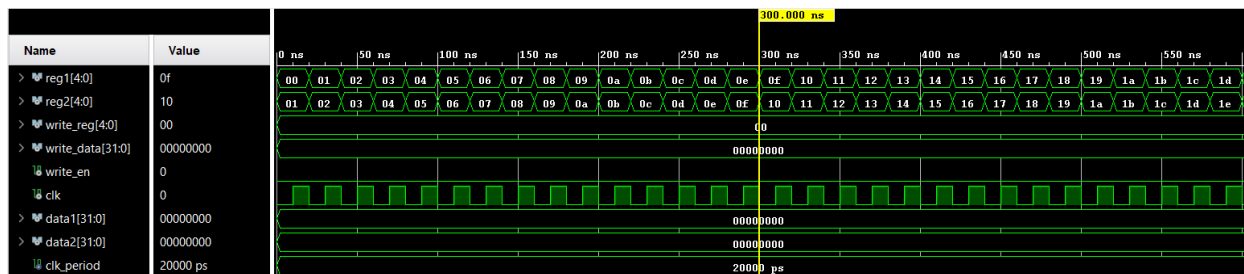 300.000 ns
Name Value
0 ns 50 ns 100 ns 150 ns 200 ns 250 ns 300 ns 350 ns 400 ns 450 ns 500 ns 550 ns
> reg1[4:0] 0f 00 01 02 03 04 05 06 07 08 09 0a 0b 0c 0d 0e 0f 10 11 12 13 14 15 16 17 18 19 1a 1b 1c 1d
> reg2[4:0] 10 01 02 03 04 05 06 07 08 09 0a 0b 0c 0d 0e 0f 10 11 12 13 14 15 16 17 18 19 1a 1b 1c 1d 1e
> write_reg[4:0] 00 00
> write_data[31:0] 00000000 00000000
write_en 0
clk 0
> data1[31:0] 00000000 00000000
> data2[31:0] 00000000 00000000
clk_period 20000 ps 20000 ps